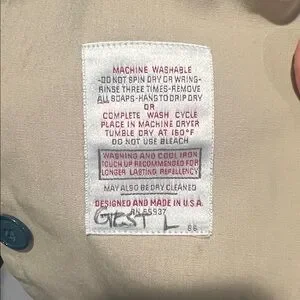 MACHINE WASHABLE
-DO NOT SPIN DRY OR WRING-
RINSE THREE TIMES-REMOVE
ALL SOAPS-HANG TO DRIP DRY
OR
COMPLETE WASH CYCLE
PLACE IN MACHINE DRYER
TUMBLE DRY AT 160°F
DO NOT USE BLEACH
WASHING AND COOL IRON
TOUCH UP RECOMMENDED FOR
LONGER LASTING REPELLENCY
MAY ALSO BE DRY CLEANED
DESIGNED AND MADE IN U.S.A.
RN 55937
L